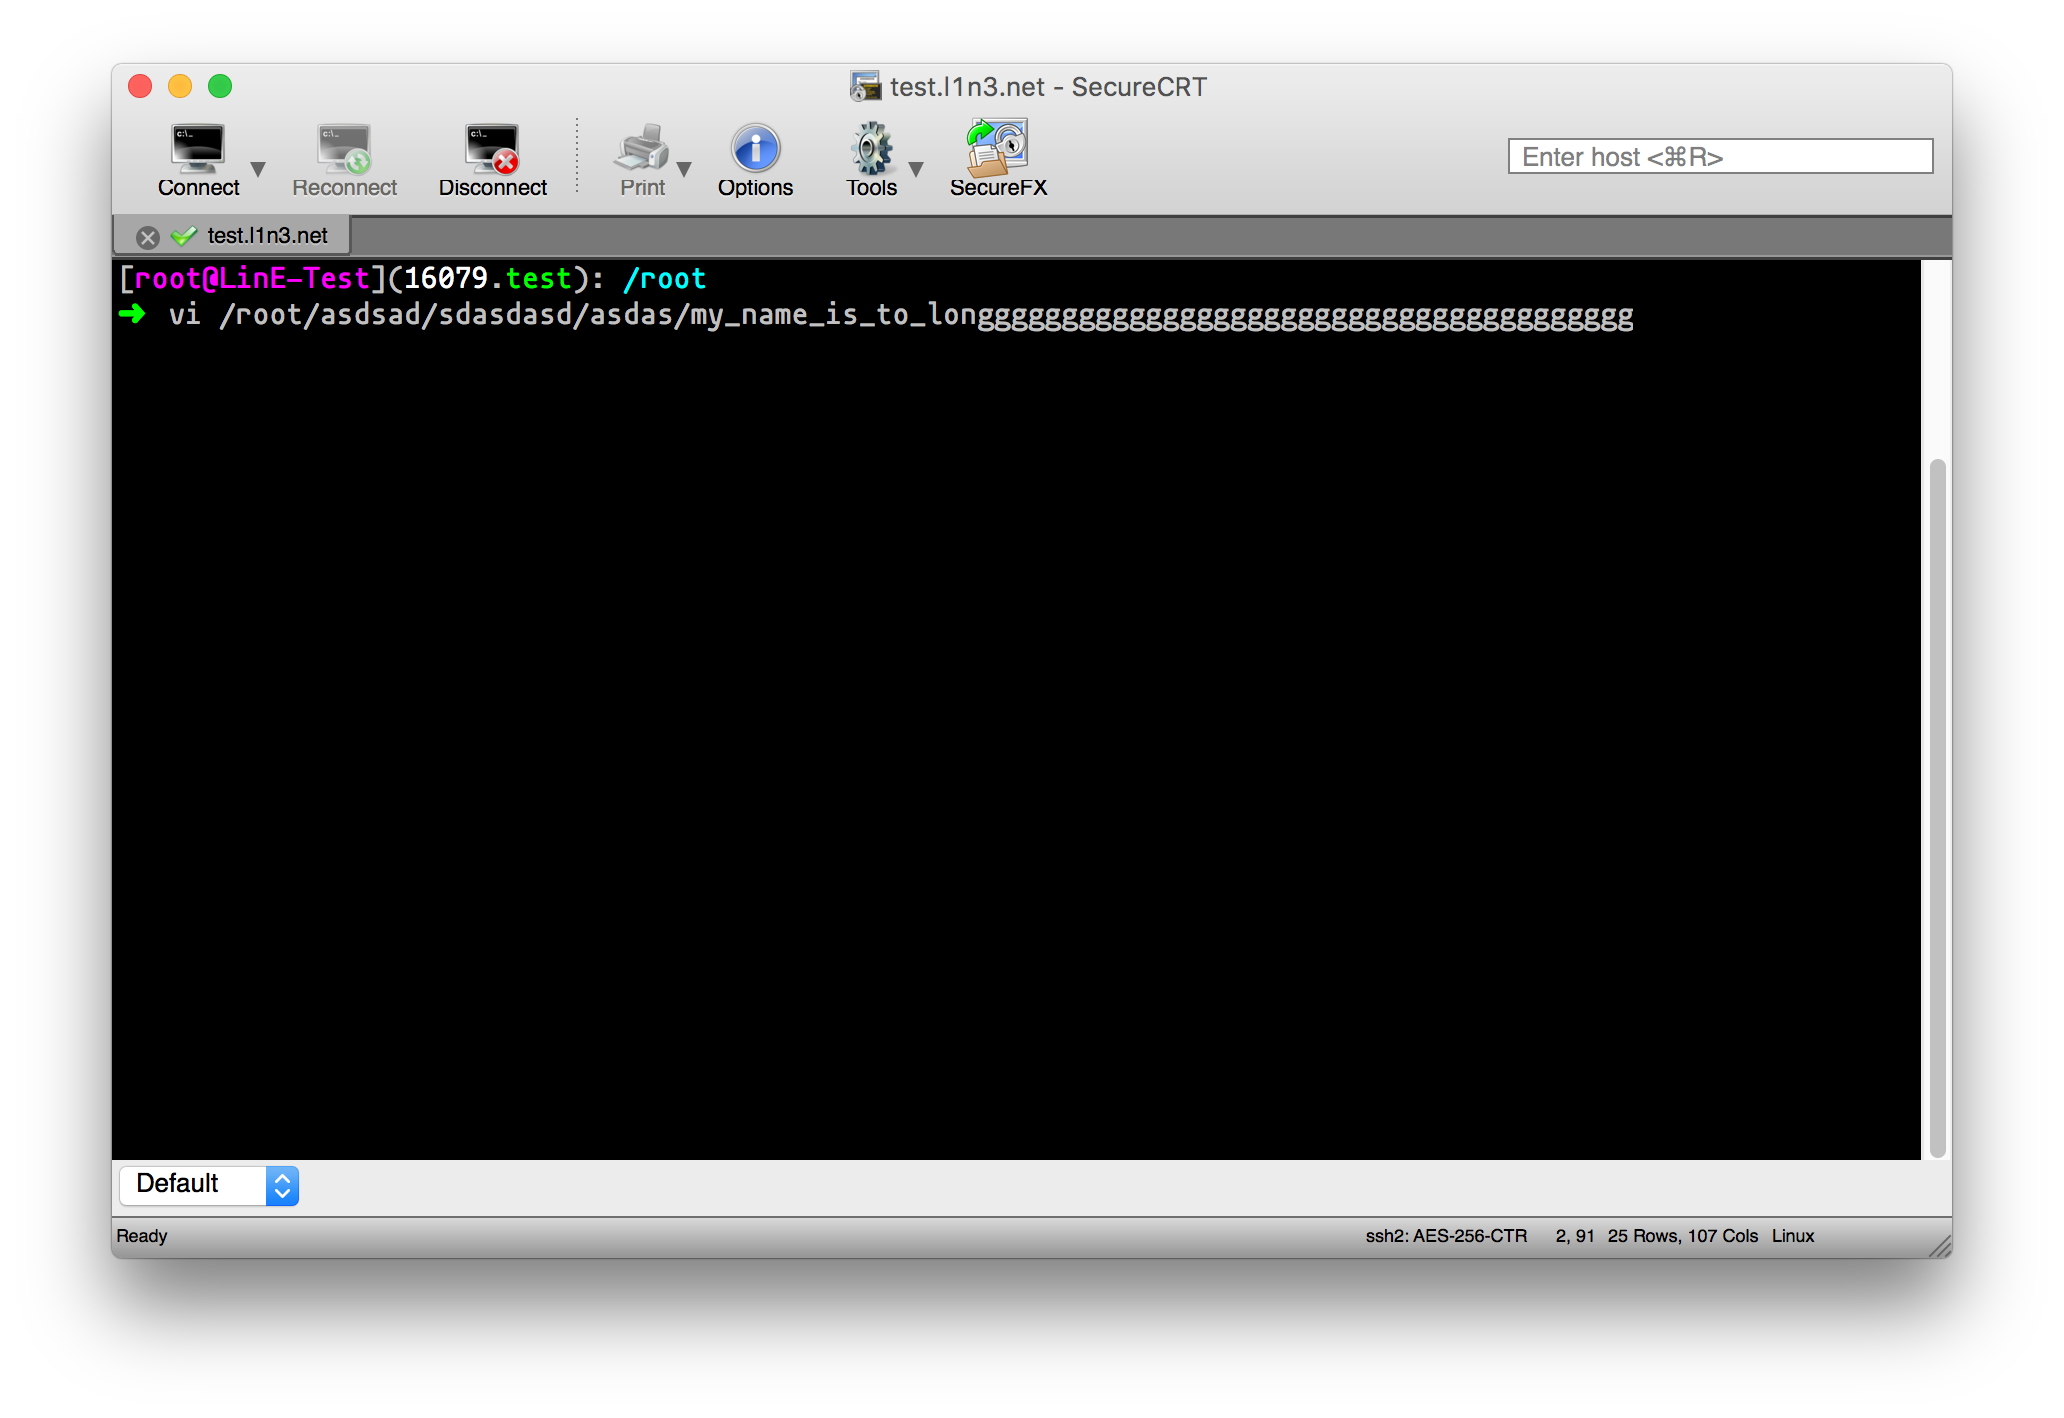 test.l1n3.net - SecureCRT
Connect Reconnect Disconnect Print Options Tools SecureFX Enter host <⌘R>
test.l1n3.net
[root@LinE-Test](16079.test): /root
➜ vi /root/asdsad/sdasdasd/asdas/my_name_is_to_longgggggggggggggggggggggggggggggggggggggg
Default
Ready ssh2: AES-256-CTR 2, 91 25 Rows, 107 Cols Linux